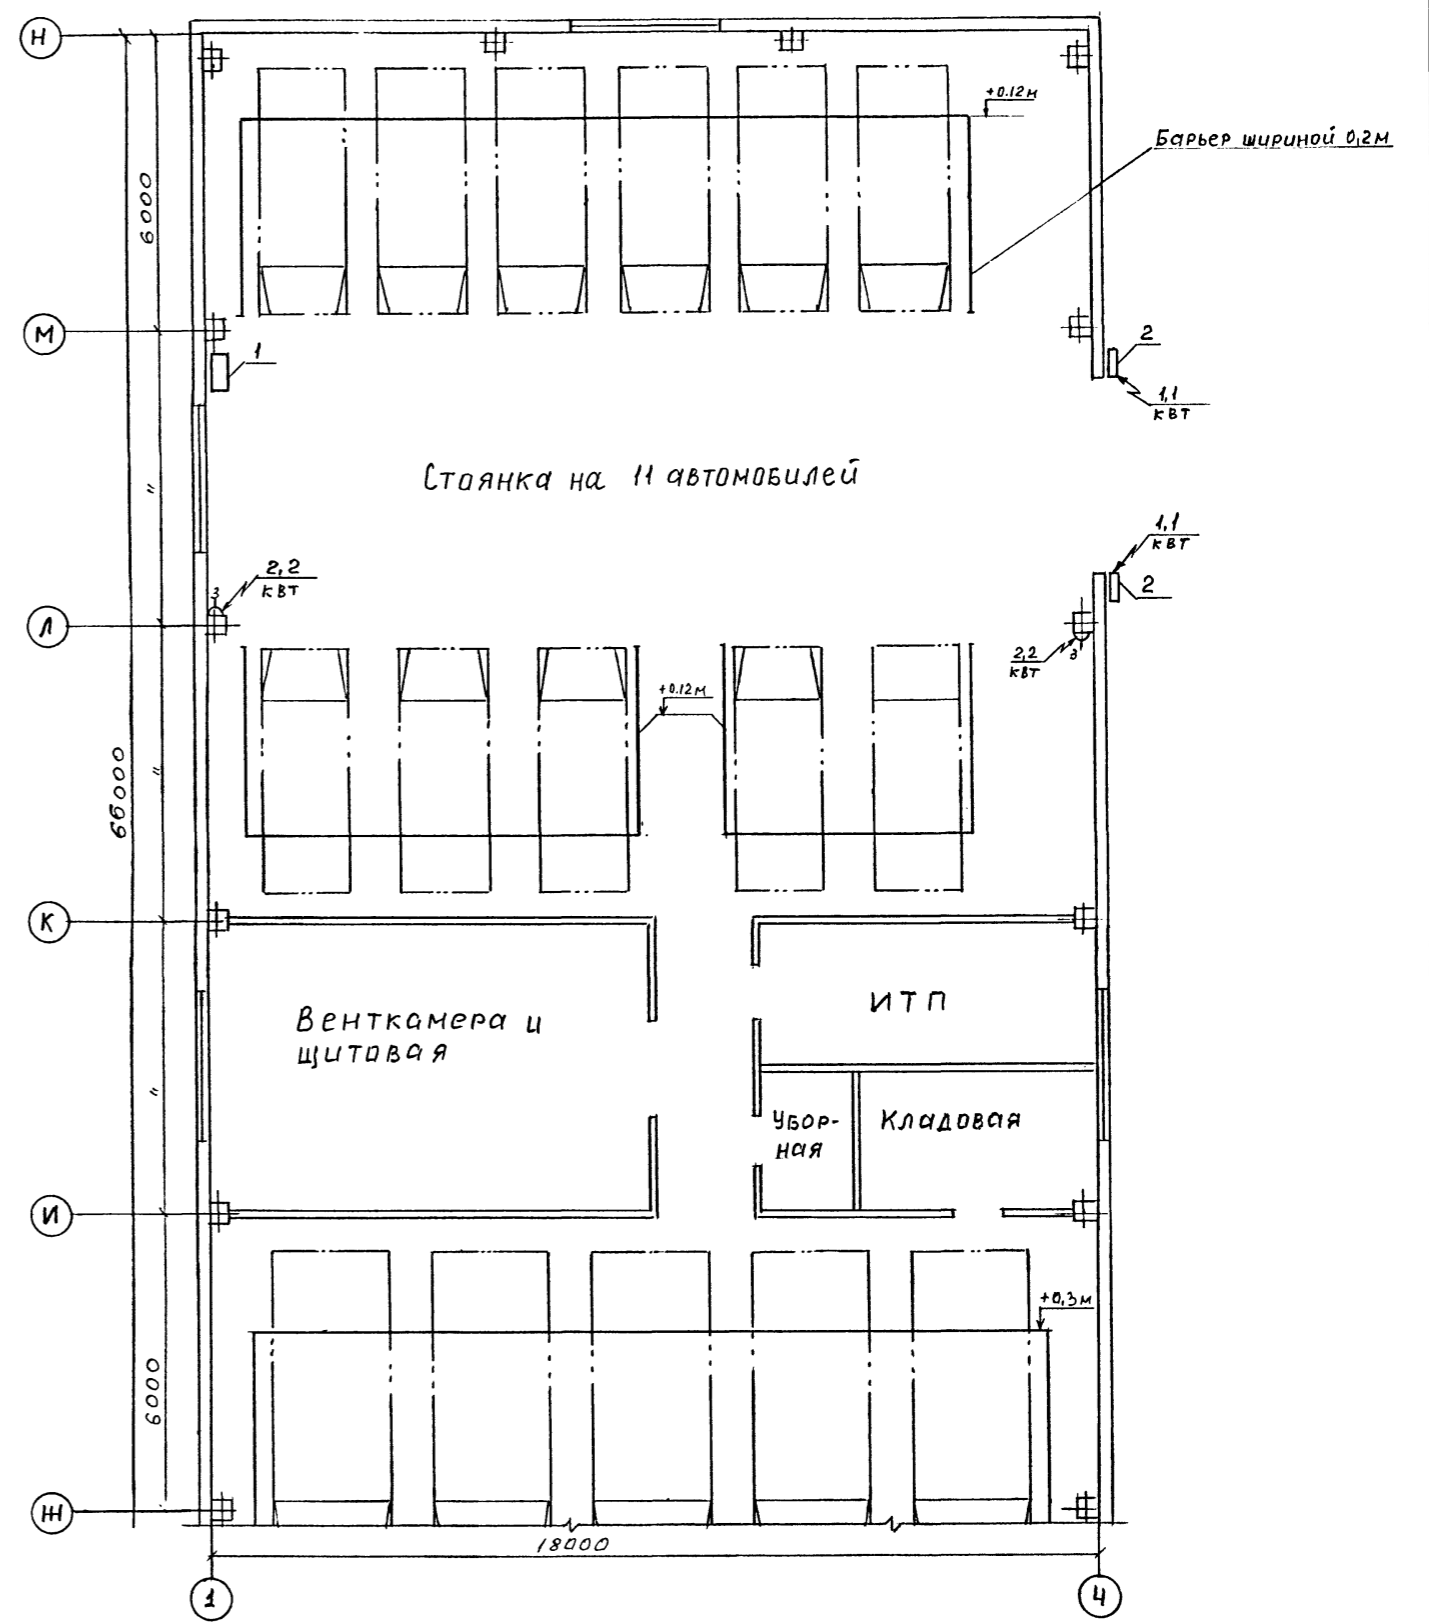 Н
+0.12м
Барьер шириной 0,2м
6000
М
1
2
1,1
квт
Стоянка на 11 автомобилей
"
1,1
квт
2
2,2
квт
3
Л
2,2
квт
3
+0.12м
66000
"
К
Венткамера и
щитовая
ИТП
"
Убор-
ная
Кладовая
И
+0,3м
6000
Ж
18000
1
4